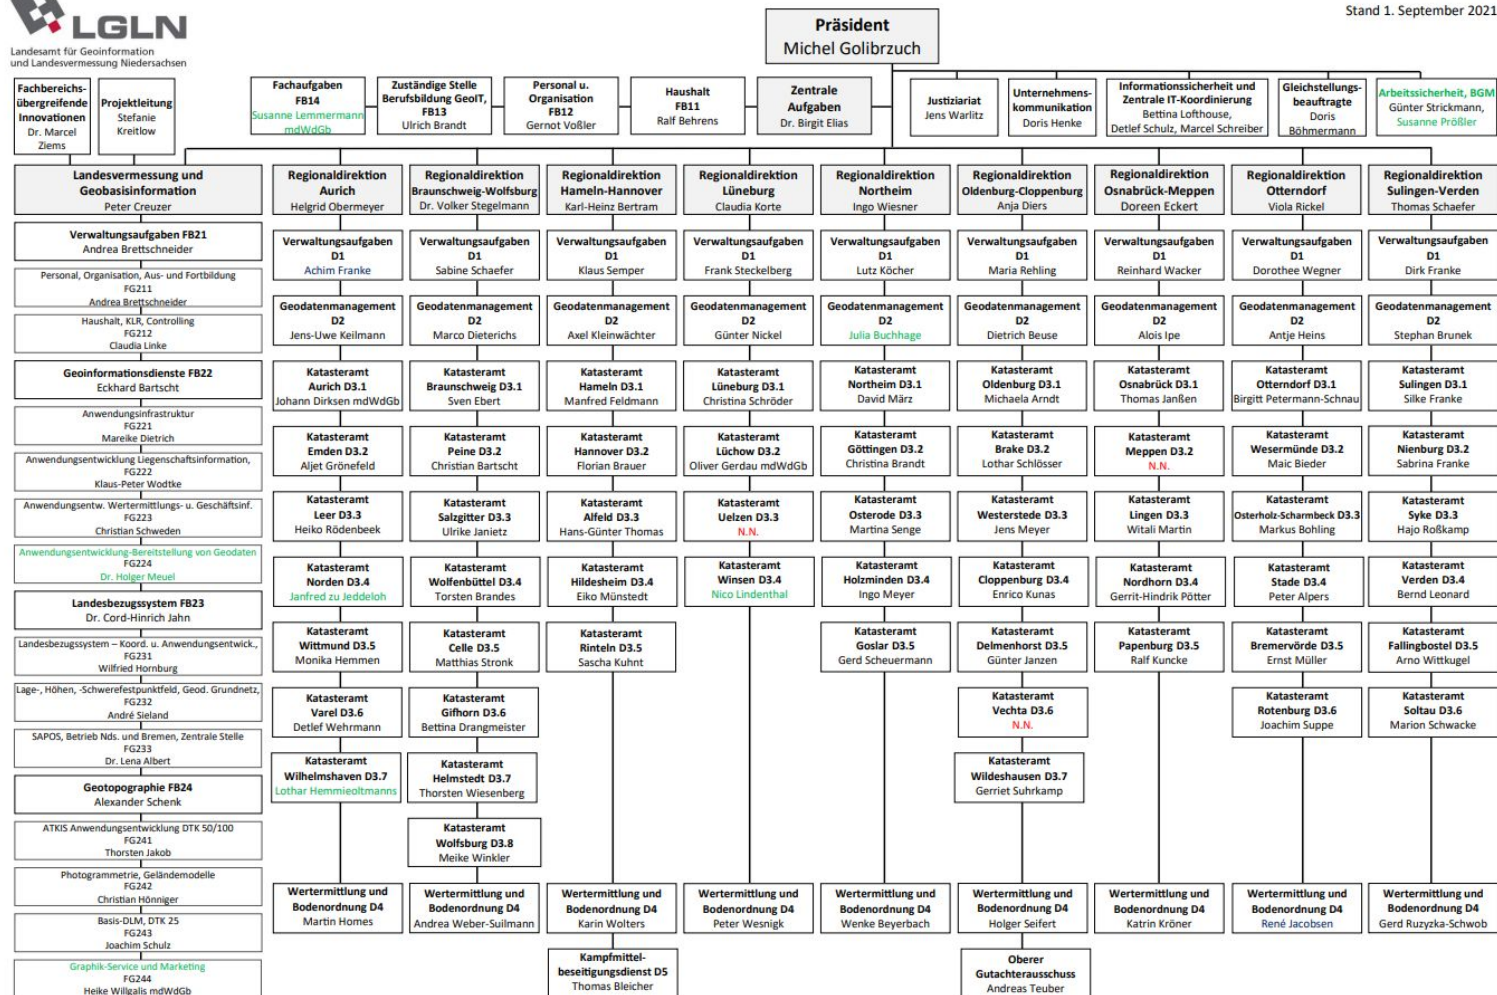 LGLN
Landesamt für Geoinformation
und Landesvermessung Niedersachsen
Stand 1. September 2021
Präsident
Michel Golibrzuch
Fachbereichs-
übergreifende
Innovationen
Dr. Marcel
Ziems
Projektleitung
Stefanie
Kreitlow
Fachaufgaben
FB14
Susanne Lemmermann
mdWdGb
Zuständige Stelle
Berufsbildung GeoIT,
FB13
Ulrich Brandt
Personal u.
Organisation
FB12
Gernot Voßler
Haushalt
FB11
Ralf Behrens
Zentrale
Aufgaben
Dr. Birgit Elias
Justiziariat
Jens Warlitz
Unternehmens-
kommunikation
Doris Henke
Informationssicherheit und
Zentrale IT-Koordinierung
Bettina Lofthouse,
Detlef Schulz, Marcel Schreiber
Gleichstellungs-
beauftragte
Doris
Böhmermann
Arbeitssicherheit, BGM
Günter Strickmann,
Susanne Prößler
Landesvermessung und
Geobasisinformation
Peter Creuzer
Verwaltungsaufgaben FB21
Andrea Brettschneider
Personal, Organisation, Aus- und Fortbildung
FG211
Andrea Brettschneider
Haushalt, KLR, Controlling
FG212
Claudia Linke
Geoinformationsdienste FB22
Eckhard Bartscht
Anwendungsinfrastruktur
FG221
Mareike Dietrich
Anwendungsentwicklung Liegenschaftsinformation,
FG222
Klaus-Peter Wodtke
Anwendungsentw. Wertermittlungs- u. Geschäftsinf.
FG223
Christian Schweden
Anwendungsentwicklung-Bereitstellung von Geodaten
FG224
Dr. Holger Meuel
Landesbezugssystem FB23
Dr. Cord-Hinrich Jahn
Landesbezugssystem – Koord. u. Anwendungsentwick.,
FG231
Wilfried Hornburg
Lage-, Höhen, -Schwerefestpunktfeld, Geod. Grundnetz,
FG232
André Sieland
SAPOS, Betrieb Nds. und Bremen, Zentrale Stelle
FG233
Dr. Lena Albert
Geotopographie FB24
Alexander Schenk
ATKIS Anwendungsentwicklung DTK 50/100
FG241
Thorsten Jakob
Photogrammetrie, Geländemodelle
FG242
Christian Hönniger
Basis-DLM, DTK 25
FG243
Joachim Schulz
Graphik-Service und Marketing
FG244
Heike Willgalis mdWdGb
Regionaldirektion
Aurich
Helgrid Obermeyer
Verwaltungsaufgaben
D1
Achim Franke
Geodatenmanagement
D2
Jens-Uwe Keilmann
Katasteramt
Aurich D3.1
Johann Dirksen mdWdGb
Katasteramt
Emden D3.2
Aljet Grönefeld
Katasteramt
Leer D3.3
Heiko Rödenbeek
Katasteramt
Norden D3.4
Janfred zu Jeddeloh
Katasteramt
Wittmund D3.5
Monika Hemmen
Katasteramt
Varel D3.6
Detlef Wehrmann
Katasteramt
Wilhelmshaven D3.7
Lothar Hemmieoltmanns
Wertermittlung und
Bodenordnung D4
Martin Homes
Regionaldirektion
Braunschweig-Wolfsburg
Dr. Volker Stegelmann
Verwaltungsaufgaben
D1
Sabine Schaefer
Geodatenmanagement
D2
Marco Dieterichs
Katasteramt
Braunschweig D3.1
Sven Ebert
Katasteramt
Peine D3.2
Christian Bartscht
Katasteramt
Salzgitter D3.3
Ulrike Janietz
Katasteramt
Wolfenbüttel D3.4
Torsten Brandes
Katasteramt
Celle D3.5
Matthias Stronk
Katasteramt
Gifhorn D3.6
Bettina Drangmeister
Katasteramt
Helmstedt D3.7
Thorsten Wiesenberg
Katasteramt
Wolfsburg D3.8
Meike Winkler
Wertermittlung und
Bodenordnung D4
Andrea Weber-Suilmann
Regionaldirektion
Hameln-Hannover
Karl-Heinz Bertram
Verwaltungsaufgaben
D1
Klaus Semper
Geodatenmanagement
D2
Axel Kleinwächter
Katasteramt
Hameln D3.1
Manfred Feldmann
Katasteramt
Hannover D3.2
Florian Brauer
Katasteramt
Alfeld D3.3
Hans-Günter Thomas
Katasteramt
Hildesheim D3.4
Eiko Münstedt
Katasteramt
Rinteln D3.5
Sascha Kuhnt
Wertermittlung und
Bodenordnung D4
Karin Wolters
Kampfmittel-
beseitigungsdienst D5
Thomas Bleicher
Regionaldirektion
Lüneburg
Claudia Korte
Verwaltungsaufgaben
D1
Frank Steckelberg
Geodatenmanagement
D2
Günter Nickel
Katasteramt
Lüneburg D3.1
Christina Schröder
Katasteramt
Lüchow D3.2
Oliver Gerdau mdWdGb
Katasteramt
Uelzen D3.3
N.N.
Katasteramt
Winsen D3.4
Nico Lindenthal
Wertermittlung und
Bodenordnung D4
Peter Wesnigk
Regionaldirektion
Northeim
Ingo Wiesner
Verwaltungsaufgaben
D1
Lutz Köcher
Geodatenmanagement
D2
Julia Buchhage
Katasteramt
Northeim D3.1
David März
Katasteramt
Göttingen D3.2
Christina Brandt
Katasteramt
Osterode D3.3
Martina Senge
Katasteramt
Holzminden D3.4
Ingo Meyer
Katasteramt
Goslar D3.5
Gerd Scheuermann
Wertermittlung und
Bodenordnung D4
Wenke Beyerbach
Regionaldirektion
Oldenburg-Cloppenburg
Anja Diers
Verwaltungsaufgaben
D1
Maria Rehling
Geodatenmanagement
D2
Dietrich Beuse
Katasteramt
Oldenburg D3.1
Michaela Arndt
Katasteramt
Brake D3.2
Lothar Schlösser
Katasteramt
Westerstede D3.3
Jens Meyer
Katasteramt
Cloppenburg D3.4
Enrico Kunas
Katasteramt
Delmenhorst D3.5
Günter Janzen
Katasteramt
Vechta D3.6
N.N.
Katasteramt
Wildeshausen D3.7
Gerriet Suhrkamp
Wertermittlung und
Bodenordnung D4
Holger Seifert
Oberer
Gutachterausschuss
Andreas Teuber
Regionaldirektion
Osnabrück-Meppen
Doreen Eckert
Verwaltungsaufgaben
D1
Reinhard Wacker
Geodatenmanagement
D2
Alois Ipe
Katasteramt
Osnabrück D3.1
Thomas Janßen
Katasteramt
Meppen D3.2
N.N.
Katasteramt
Lingen D3.3
Witali Martin
Katasteramt
Nordhorn D3.4
Gerrit-Hindrik Pötter
Katasteramt
Papenburg D3.5
Ralf Kuncke
Wertermittlung und
Bodenordnung D4
Katrin Kröner
Regionaldirektion
Otterndorf
Viola Rickel
Verwaltungsaufgaben
D1
Dorothee Wegner
Geodatenmanagement
D2
Antje Heins
Katasteramt
Otterndorf D3.1
Birgitt Petermann-Schnau
Katasteramt
Wesermünde D3.2
Maic Bieder
Katasteramt
Osterholz-Scharmbeck D3.3
Markus Bohling
Katasteramt
Stade D3.4
Peter Alpers
Katasteramt
Bremervörde D3.5
Ernst Müller
Katasteramt
Rotenburg D3.6
Joachim Suppe
Wertermittlung und
Bodenordnung D4
René Jacobsen
Regionaldirektion
Sulingen-Verden
Thomas Schaefer
Verwaltungsaufgaben
D1
Dirk Franke
Geodatenmanagement
D2
Stephan Brunek
Katasteramt
Sulingen D3.1
Silke Franke
Katasteramt
Nienburg D3.2
Sabrina Franke
Katasteramt
Syke D3.3
Hajo Roßkamp
Katasteramt
Verden D3.4
Bernd Leonard
Katasteramt
Fallingbostel D3.5
Arno Wittkugel
Katasteramt
Soltau D3.6
Marion Schwacke
Wertermittlung und
Bodenordnung D4
Gerd Ruzyzka-Schwob